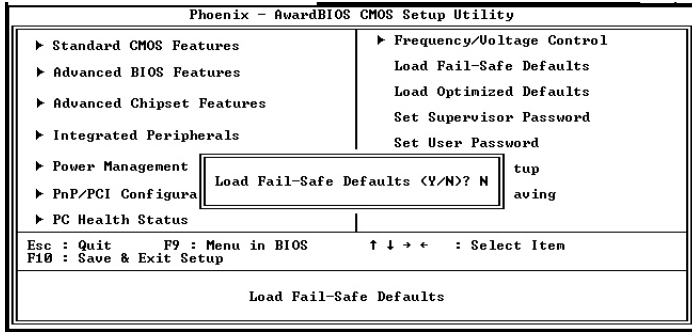 Phoenix - AwardBIOS CMOS Setup Utility
Standard CMOS Features
Advanced BIOS Features
Advanced Chipset Features
Integrated Peripherals
Power Management
PnP/PCI Configura
PC Health Status
Frequency/Voltage Control
Load Fail-Safe Defaults
Load Optimized Defaults
Set Supervisor Password
Set User Password
tup
aving
Load Fail-Safe Defaults (Y/N)? N
Esc : Quit F9 : Menu in BIOS ↑ ↓ → ← : Select Item
F10 : Save & Exit Setup
Load Fail-Safe Defaults